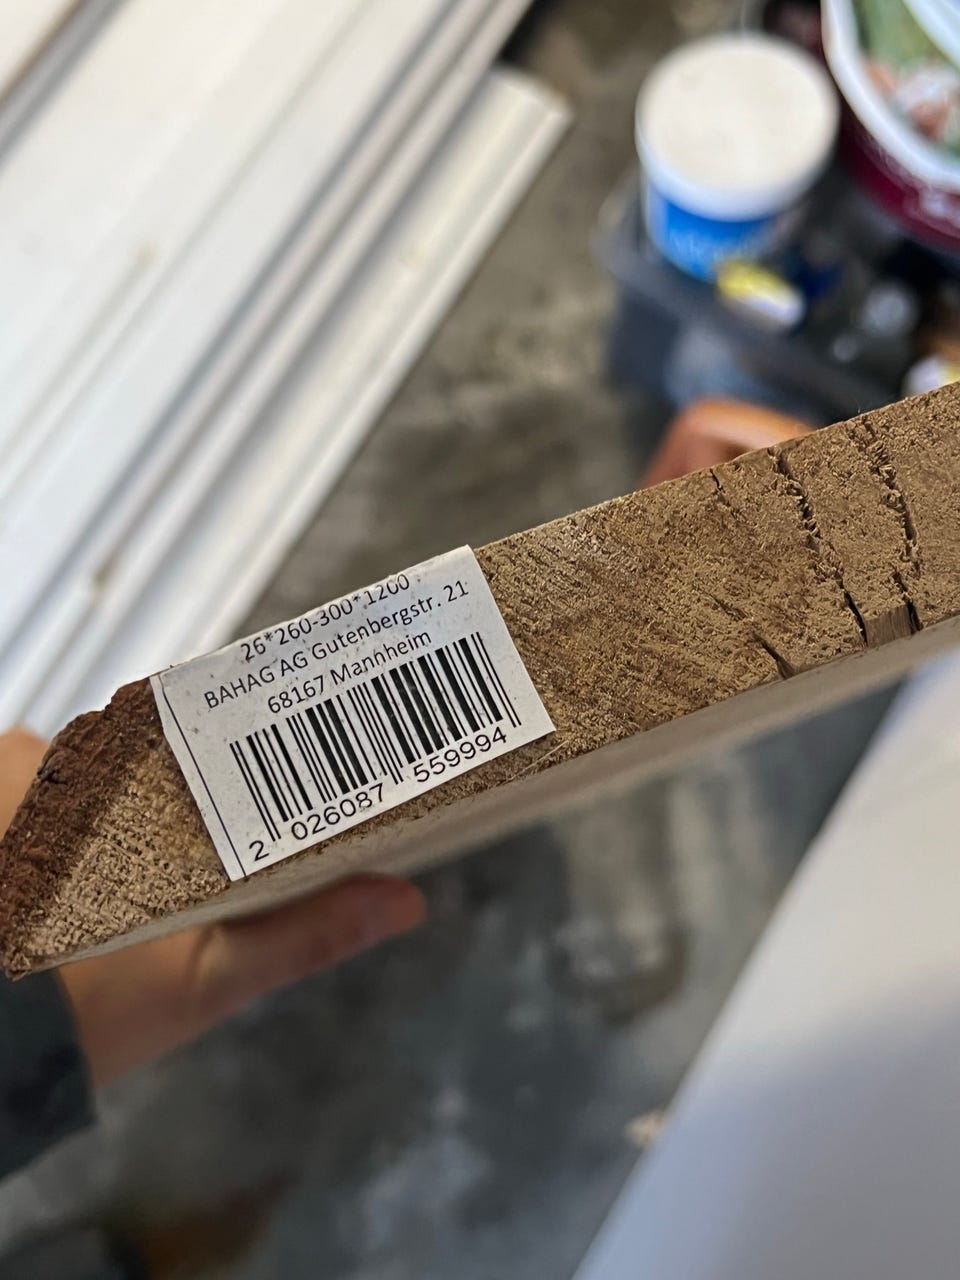 26*260-300*1200
BAHAG AG Gutenbergstr. 21
68167 Mannheim
2 026087 559994